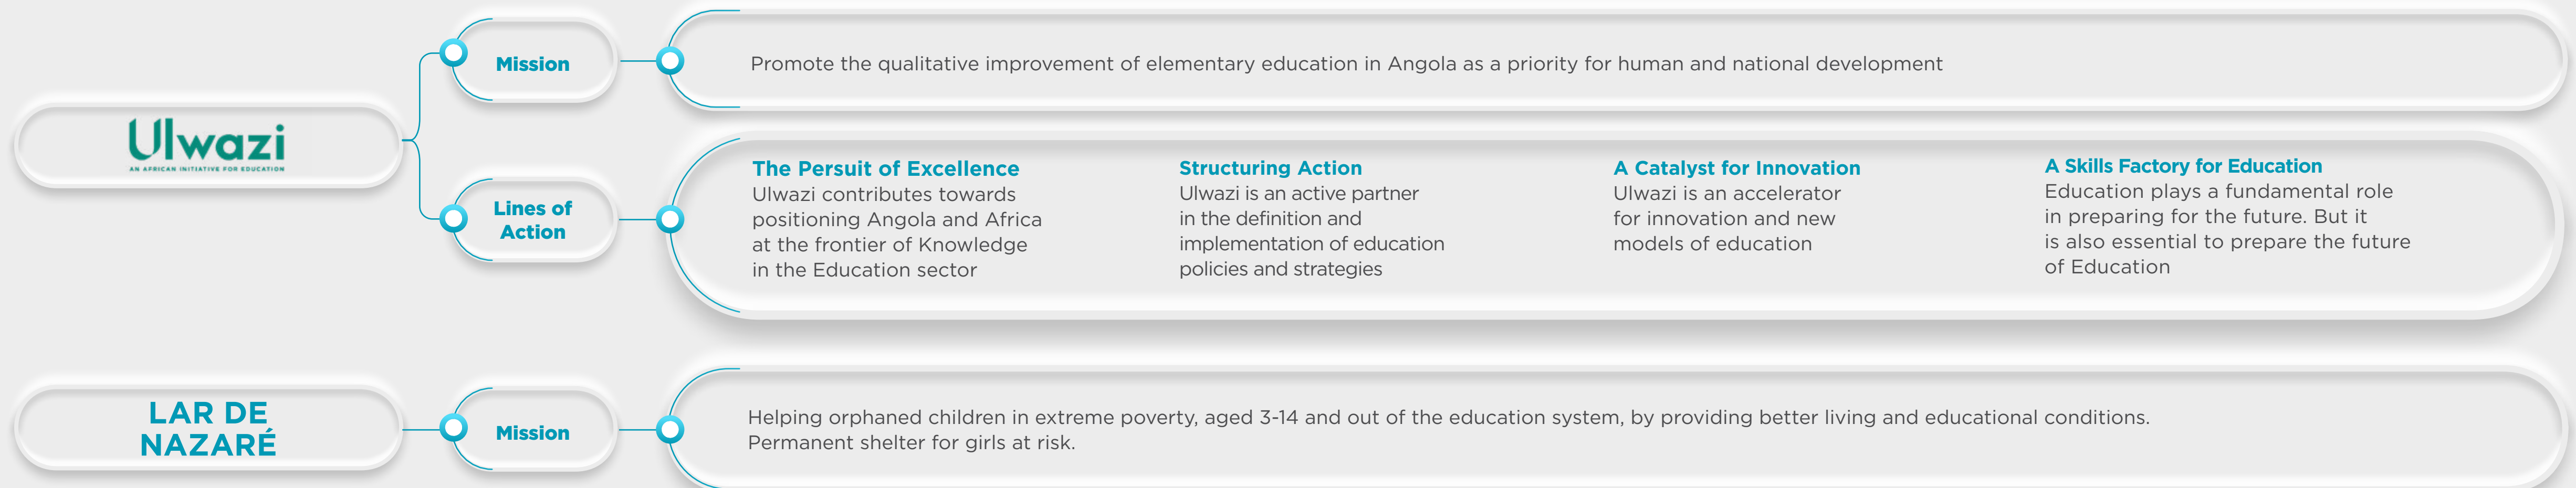 Ulwazi
AN AFRICAN INITIATIVE FOR EDUCATION
Mission
Promote the qualitative improvement of elementary education in Angola as a priority for human and national development
Lines of
Action
The Persuit of Excellence
Ulwazi contributes towards
positioning Angola and Africa
at the frontier of Knowledge
in the Education sector
Structuring Action
Ulwazi is an active partner
in the definition and
implementation of education
policies and strategies
A Catalyst for Innovation
Ulwazi is an accelerator
for innovation and new
models of education
A Skills Factory for Education
Education plays a fundamental role
in preparing for the future. But it
is also essential to prepare the future
of Education
LAR DE
NAZARÉ
Mission
Helping orphaned children in extreme poverty, aged 3-14 and out of the education system, by providing better living and educational conditions.
Permanent shelter for girls at risk.